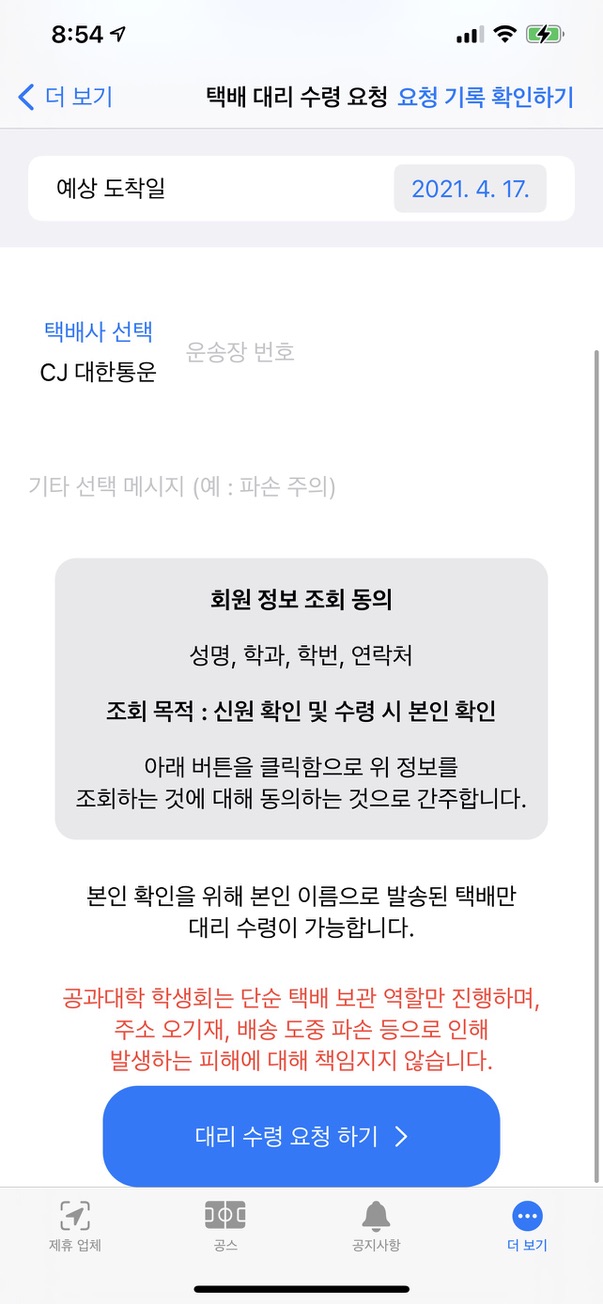 8:54
더 보기
택배 대리 수령 요청
요청 기록 확인하기
예상 도착일
2021. 4. 17.
택배사 선택
CJ 대한통운
운송장 번호
기타 선택 메시지 (예 : 파손 주의)
회원 정보 조회 동의
성명, 학과, 학번, 연락처
조회 목적 : 신원 확인 및 수령 시 본인 확인
아래 버튼을 클릭함으로 위 정보를
조회하는 것에 대해 동의하는 것으로 간주합니다.
본인 확인을 위해 본인 이름으로 발송된 택배만
대리 수령이 가능합니다.
공과대학 학생회는 단순 택배 보관 역할만 진행하며,
주소 오기재, 배송 도중 파손 등으로 인해
발생하는 피해에 대해 책임지지 않습니다.
대리 수령 요청 하기
제휴 업체
공스
공지사항
더 보기